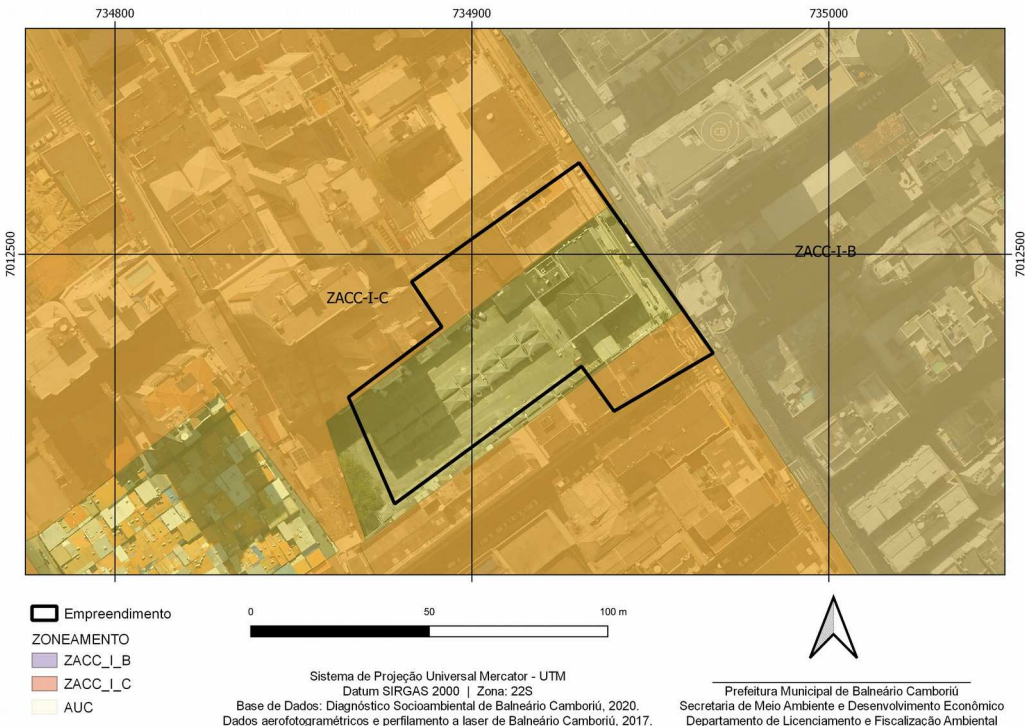 734800
734900
735000
7012500
7012500
ZACC-I-B
ZACC-I-C
CB
Empreendimento
ZONEAMENTO
ZACC_I_B
ZACC_I_C
AUC
0
50
100 m
Sistema de Projeção Universal Mercator - UTM
Datum SIRGAS 2000 | Zona: 22S
Base de Dados: Diagnóstico Socioambiental de Balneário Camboriú, 2020.
Dados aerofotogramétricos e perfilamento a laser de Balneário Camboriú, 2017.
Prefeitura Municipal de Balneário Camboriú
Secretaria de Meio Ambiente e Desenvolvimento Econômico
Departamento de Licenciamento e Fiscalização Ambiental